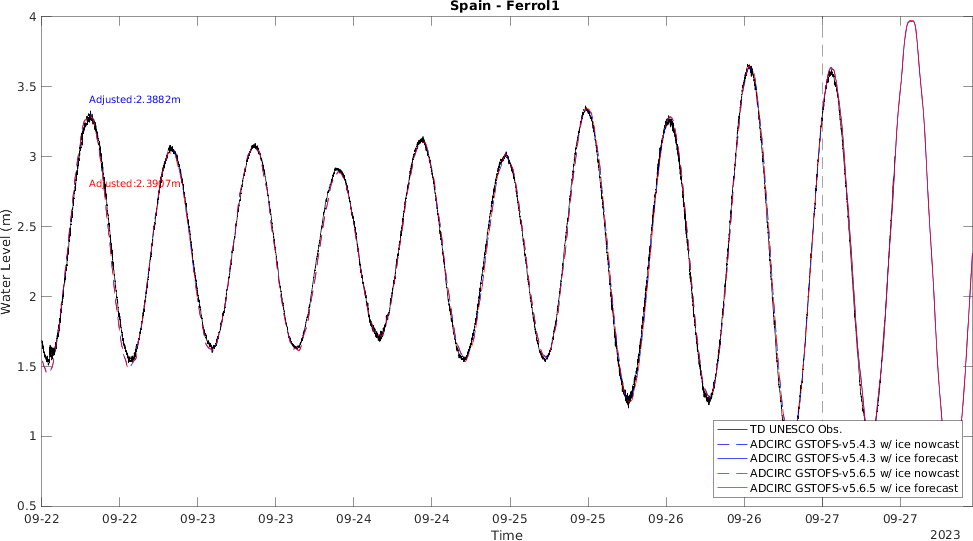 Spain - Ferrol1
4
3.5
3
2.5
2
1.5
1
0.5
Water Level (m)
Adjusted:2.3882m
Adjusted:2.3907m
TD UNESCO Obs.
ADCIRC GSTOFS-v5.4.3 w/ ice nowcast
ADCIRC GSTOFS-v5.4.3 w/ ice forecast
ADCIRC GSTOFS-v5.6.5 w/ ice nowcast
ADCIRC GSTOFS-v5.6.5 w/ ice forecast
09-22 09-22 09-23 09-23 09-24 09-24 09-25 09-25 09-26 09-26 09-27 09-27
Time
2023